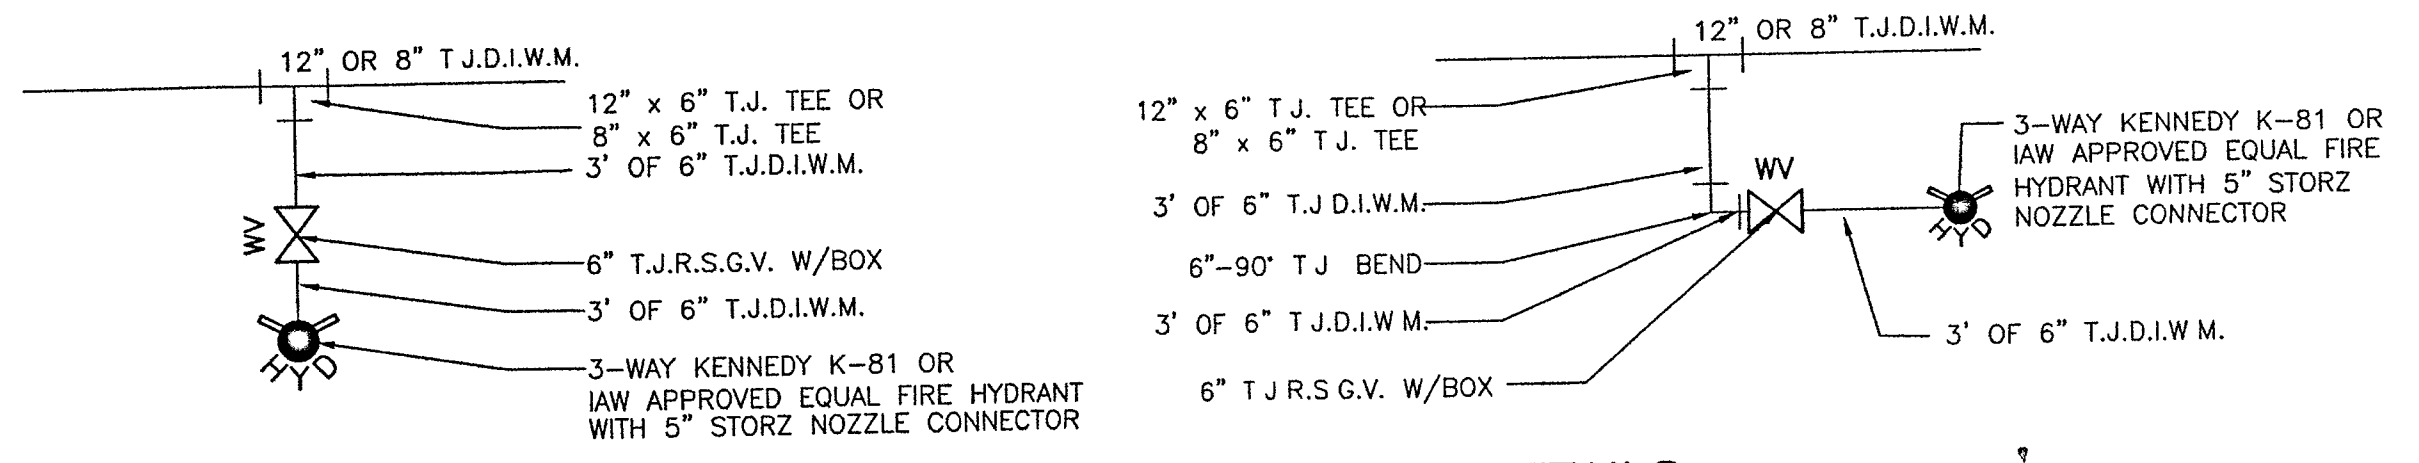 12" OR 8" T J.D.I.W.M.
12" x 6" T.J. TEE OR
8" x 6" T.J. TEE
3' OF 6" T.J.D.I.W.M.
WV
6" T.J.R.S.G.V. W/BOX
3' OF 6" T.J.D.I.W.M.
HYD
3-WAY KENNEDY K-81 OR
IAW APPROVED EQUAL FIRE HYDRANT
WITH 5" STORZ NOZZLE CONNECTOR
12" OR 8" T.J.D.I.W.M.
12" x 6" T J. TEE OR
8" x 6" T J. TEE
3' OF 6" T.J D.I.W.M.
6"-90° T J BEND
3' OF 6" T J.D.I.W M.
6" T J R.S G.V. W/BOX
WV
HYD
3-WAY KENNEDY K-81 OR
IAW APPROVED EQUAL FIRE
HYDRANT WITH 5" STORZ
NOZZLE CONNECTOR
3' OF 6" T.J.D.I.W M.